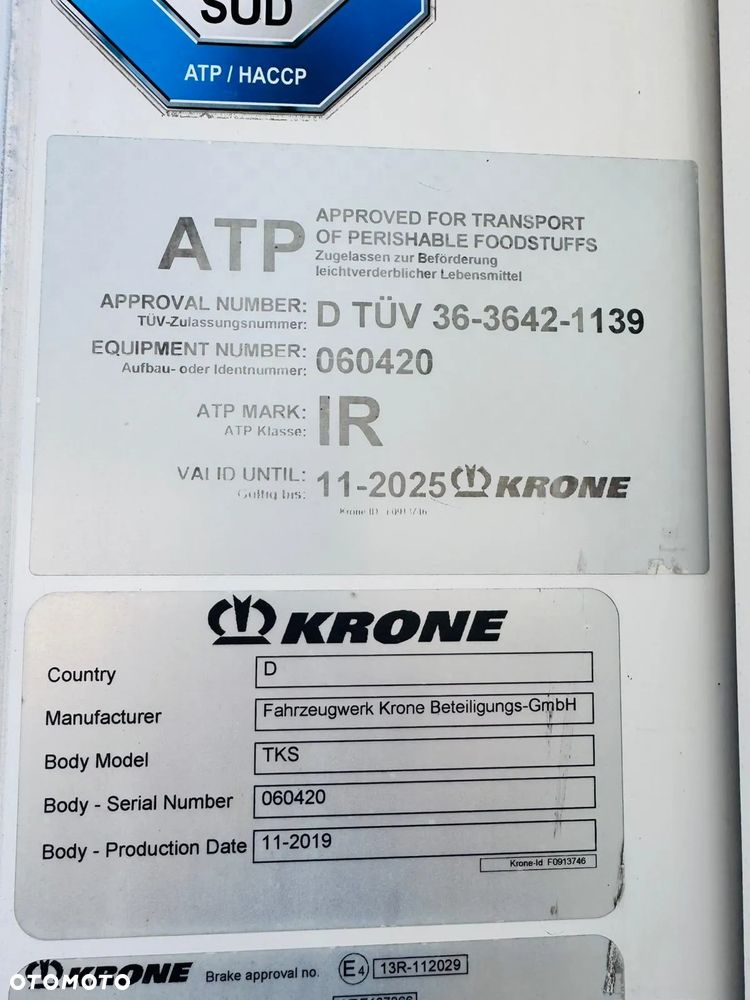 SÜD
ATP / HACCP
ATP
APPROVED FOR TRANSPORT
OF PERISHABLE FOODSTUFFS
Zugelassen zur Beförderung
leichtverderblicher Lebensmittel
APPROVAL NUMBER: D TÜV 36-3642-1139
TÜV-Zulassungsnummer:
EQUIPMENT NUMBER: 060420
Aufbau- oder Identnummer:
ATP MARK: IR
ATP Klasse:
VALID UNTIL: 11-2025 KRONE
Gültig bis:
Krone ID F0913746
KRONE
Country D
Manufacturer Fahrzeugwerk Krone Beteiligungs-GmbH
Body Model TKS
Body - Serial Number 060420
Body - Production Date 11-2019
Krone-Id F0913746
KRONE Brake approval no. E4 13R-112029
OTOMOTO